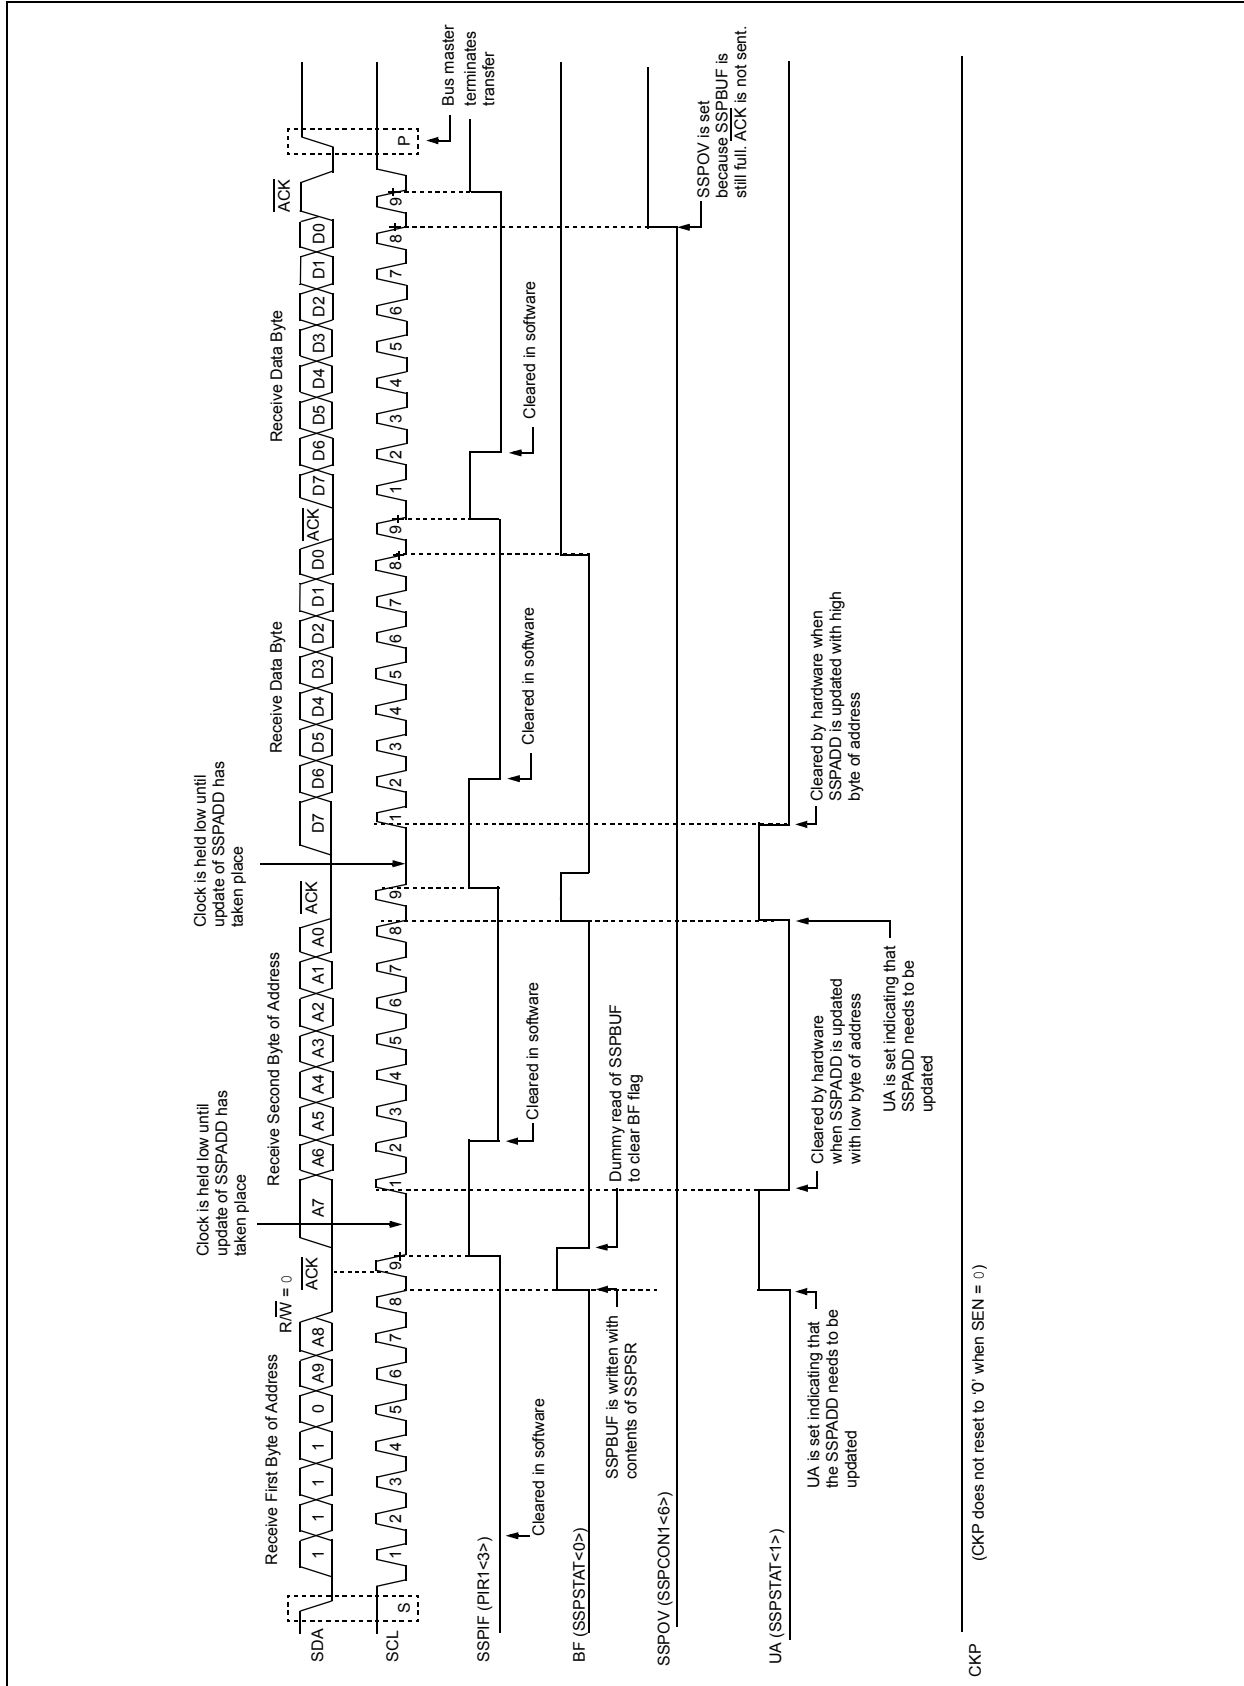 Receive First Byte of Address
R/W = 0
Clock is held low until
update of SSPADD has
taken place
Receive Second Byte of Address
Clock is held low until
update of SSPADD has
taken place
Receive Data Byte
Receive Data Byte
ACK
SDA
1 1 1 1 0 A9 A8 ACK A7 A6 A5 A4 A3 A2 A1 A0 ACK D7 D6 D5 D4 D3 D2 D1 D0 ACK D7 D6 D5 D4 D3 D2 D1 D0
SCL
S 1 2 3 4 5 6 7 8 9 1 2 3 4 5 6 7 8 9 1 2 3 4 5 6 7 8 9 1 2 3 4 5 6 7 8 9 P
Bus master
terminates
transfer
SSPIF (PIR1<3>)
Cleared in software
Cleared in software
Cleared in software
Cleared in software
BF (SSPSTAT<0>)
SSPBUF is written with
contents of SSPSR
Dummy read of SSPBUF
to clear BF flag
SSPOV (SSPCON1<6>)
SSPOV is set
because SSPBUF is
still full. ACK is not sent.
UA (SSPSTAT<1>)
UA is set indicating that
the SSPADD needs to be
updated
Cleared by hardware
when SSPADD is updated
with low byte of address
UA is set indicating that
SSPADD needs to be
updated
Cleared by hardware when
SSPADD is updated with high
byte of address
CKP
(CKP does not reset to ‘0’ when SEN = 0)